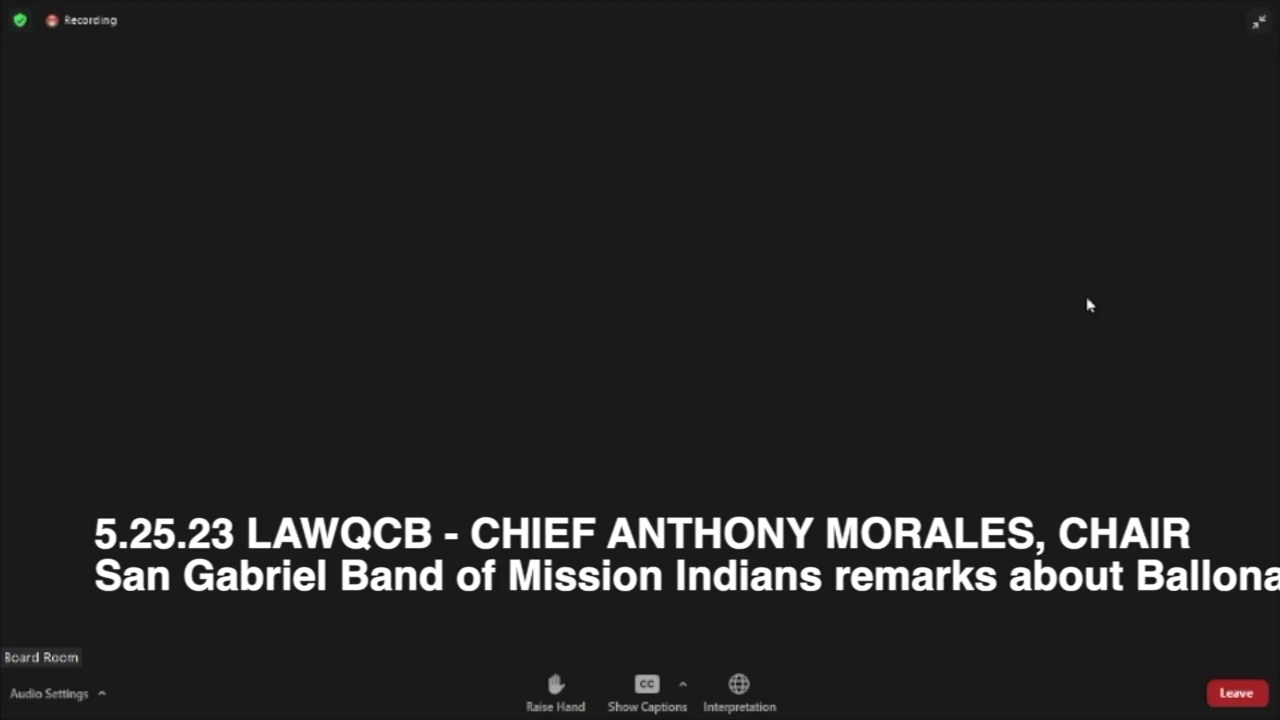 Recording
5.25.23 LAWQCB - CHIEF ANTHONY MORALES, CHAIR
San Gabriel Band of Mission Indians remarks about Ballona
Board Room
Audio Settings
CC
Raise Hand Show Captions Interpretation
Leave